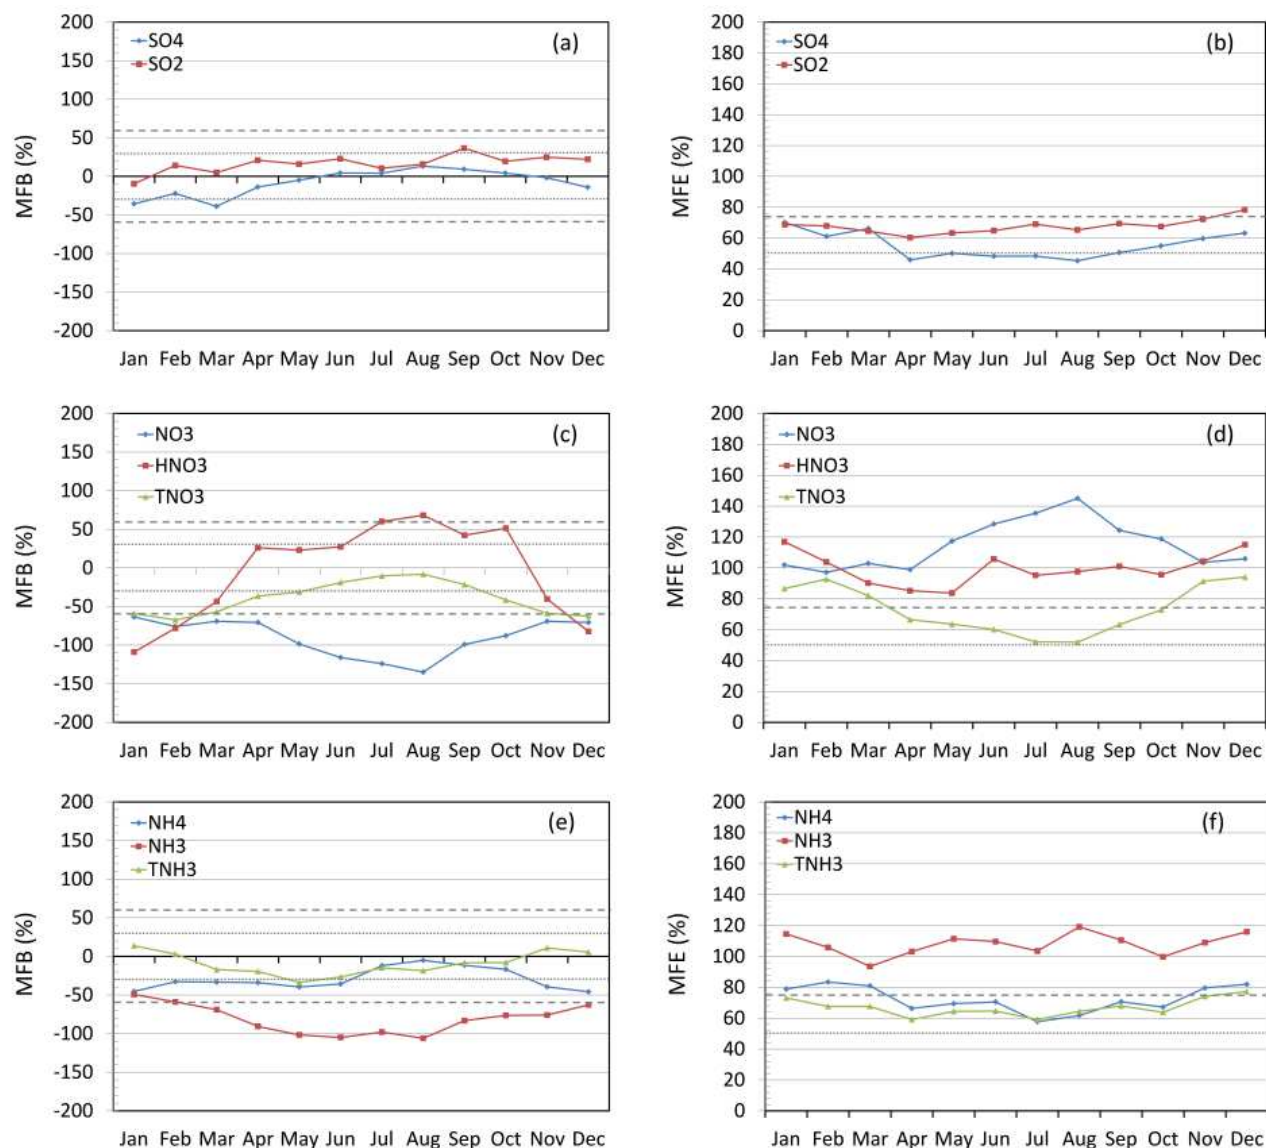 (a)
SO4
SO2
MFB (%)
200
150
100
50
0
-50
-100
-150
-200
Jan Feb Mar Apr May Jun Jul Aug Sep Oct Nov Dec
(b)
SO4
SO2
MFE (%)
200
180
160
140
120
100
80
60
40
20
0
Jan Feb Mar Apr May Jun Jul Aug Sep Oct Nov Dec
(c)
NO3
HNO3
TNO3
MFB (%)
200
150
100
50
0
-50
-100
-150
-200
Jan Feb Mar Apr May Jun Jul Aug Sep Oct Nov Dec
(d)
NO3
HNO3
TNO3
MFE (%)
200
180
160
140
120
100
80
60
40
20
0
Jan Feb Mar Apr May Jun Jul Aug Sep Oct Nov Dec
(e)
NH4
NH3
TNH3
MFB (%)
200
150
100
50
0
-50
-100
-150
-200
Jan Feb Mar Apr May Jun Jul Aug Sep Oct Nov Dec
(f)
NH4
NH3
TNH3
MFE (%)
200
180
160
140
120
100
80
60
40
20
0
Jan Feb Mar Apr May Jun Jul Aug Sep Oct Nov Dec